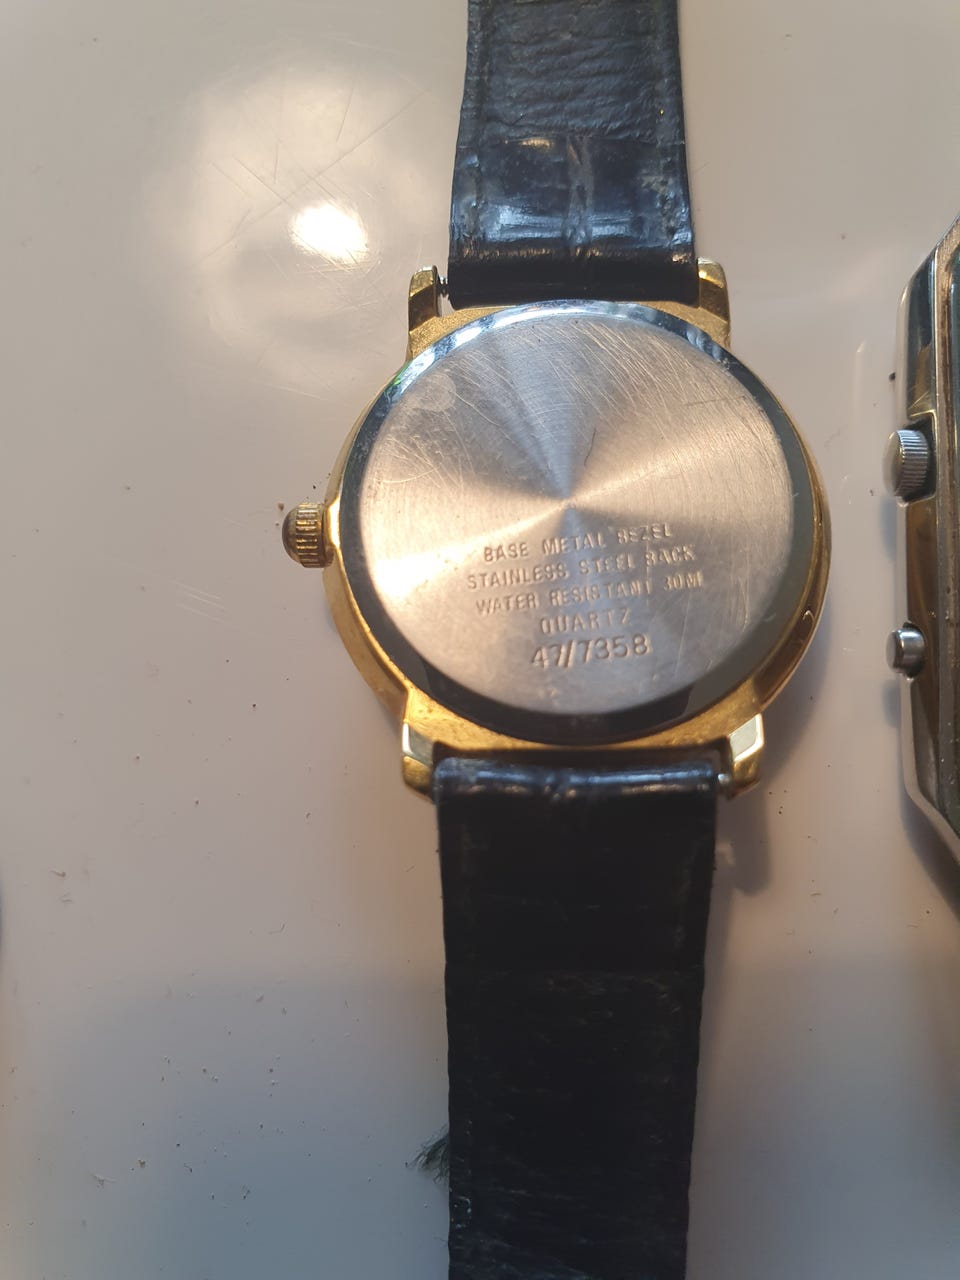 BASE METAL BEZEL
STAINLESS STEEL BACK
WATER RESISTANT 30M
QUARTZ
47/7358